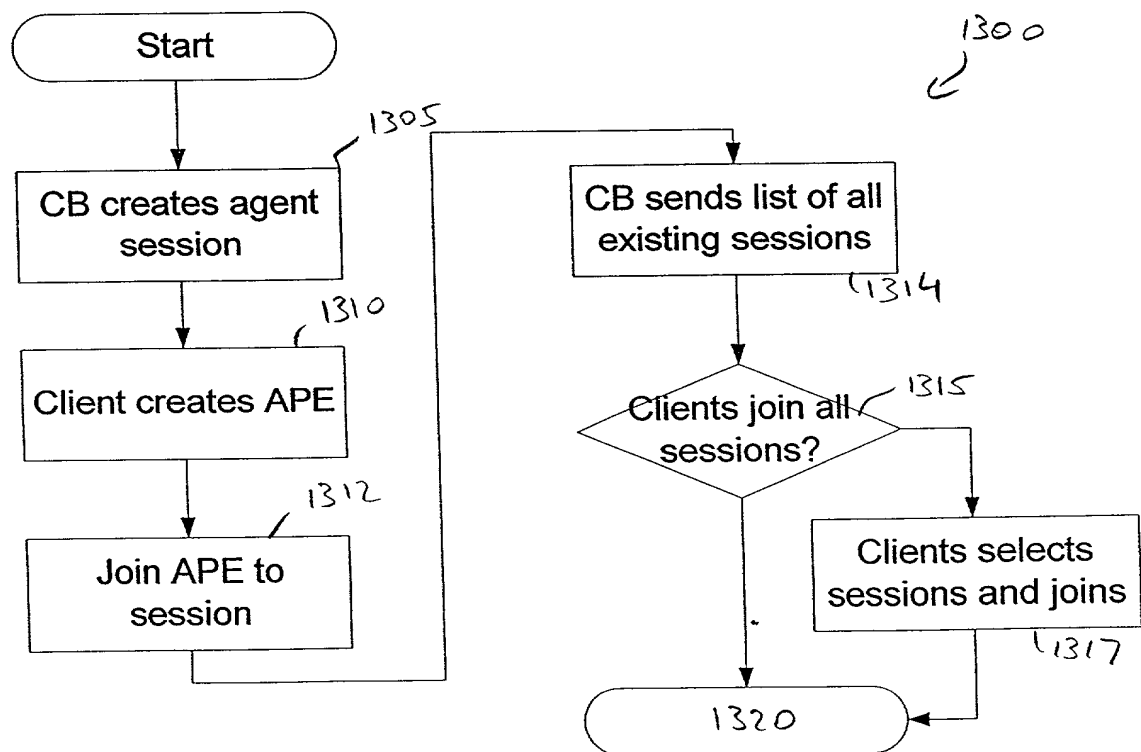 Start
1300
1305
CB creates agent
session
1310
Client creates APE
1312
Join APE to
session
CB sends list of all
existing sessions
1314
1315
Clients join all
sessions?
Clients selects
sessions and joins
1317
1320